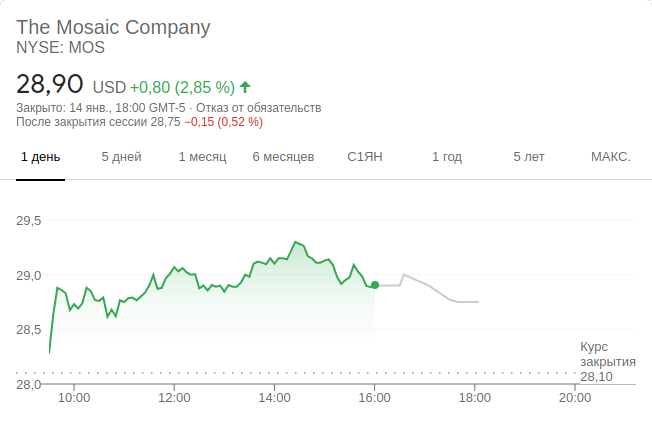 The Mosaic Company
NYSE: MOS
28,90 USD +0,80 (2,85 %)
Закрыто: 14 янв., 18:00 GMT-5 · Отказ от обязательств
После закрытия сессии 28,75 −0,15 (0,52 %)
1 день 5 дней 1 месяц 6 месяцев С1ЯН 1 год 5 лет МАКС.
29,5
29,0
28,5
Курс
закрытия
28,10
28,0
10:00 12:00 14:00 16:00 18:00 20:00